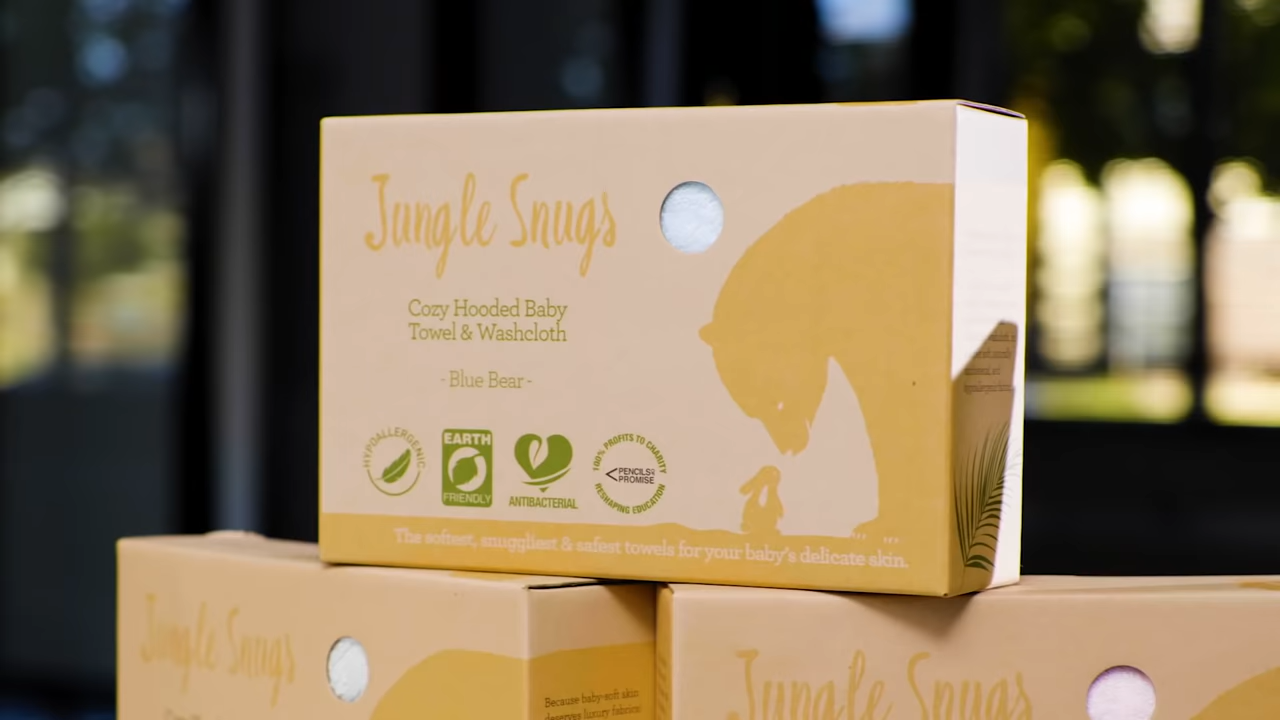 Jungle Snugs
Cozy Hooded Baby
Towel & Washcloth
- Blue Bear -
HYPOALLERGENIC
EARTH
FRIENDLY
ANTIBACTERIAL
100% PROFITS TO CHARITY
PENCILS OF
PROMISE
RESHAPING EDUCATION
The softest, snuggliest & safest towels for your baby's delicate skin.
Jungle Snugs
Because baby-soft skin
deserves luxury fabrics!
Jungle Snugs